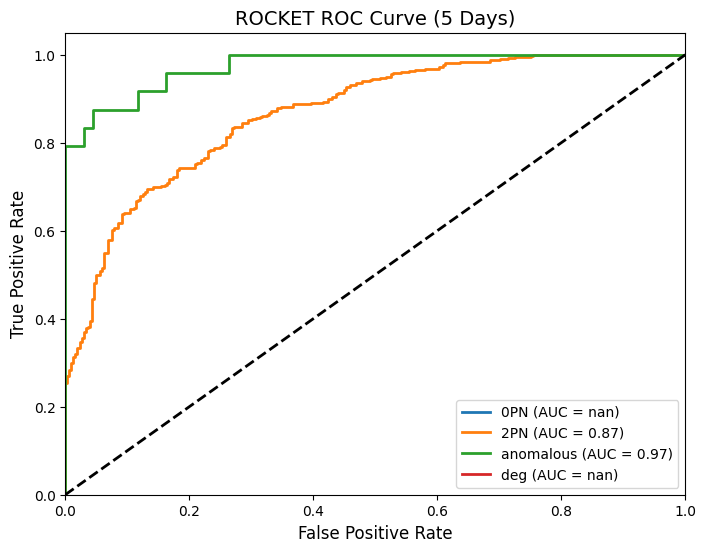 ROCKET ROC Curve (5 Days)
True Positive Rate
1.0
0.8
0.6
0.4
0.2
0.0
0PN (AUC = nan)
2PN (AUC = 0.87)
anomalous (AUC = 0.97)
deg (AUC = nan)
0.0 0.2 0.4 0.6 0.8 1.0
False Positive Rate